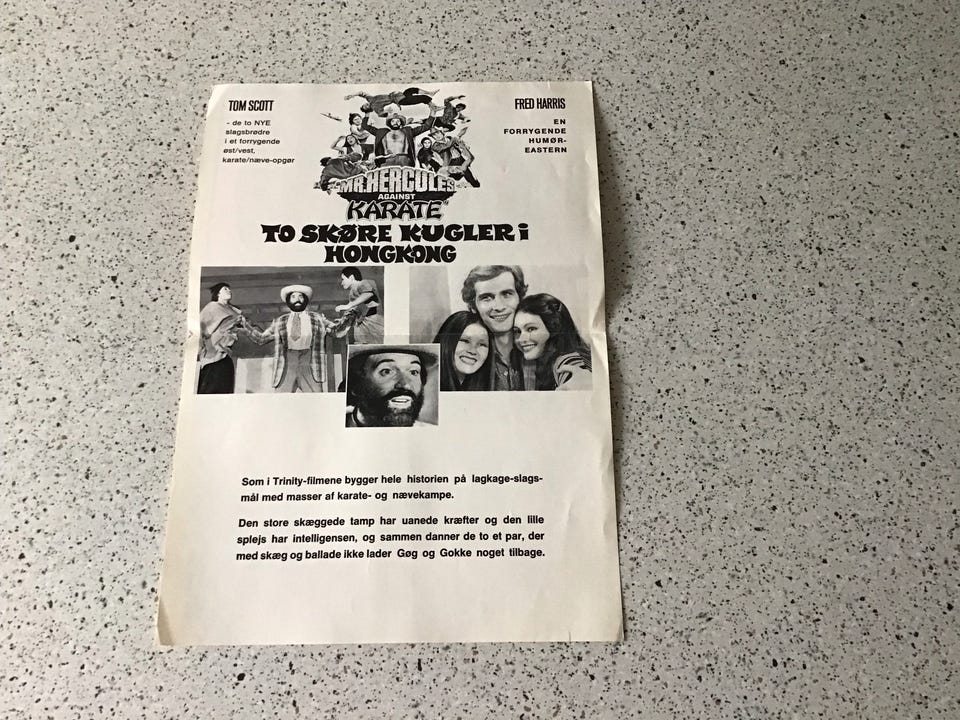 TOM SCOTT
- de to NYE
slagsbrødre
i et forrygende
øst/vest,
karate/næve-opgør
FRED HARRIS
EN
FORRYGENDE
HUMØR-
EASTERN
MR. HERCULES
AGAINST
KARATE"
TO SKØRE KUGLER i
HONGKONG
Som i Trinity-filmene bygger hele historien på lagkage-slags-
mål med masser af karate- og nævekampe.
Den store skæggede tamp har uanede kræfter og den lille
splejs har intelligensen, og sammen danner de to et par, der
med skæg og ballade ikke lader Gøg og Gokke noget tilbage.